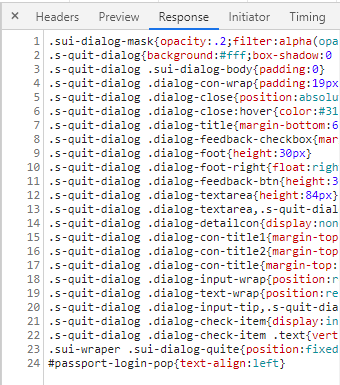 × Headers Preview Response Initiator Timing
1 .sui-dialog-mask{opacity:.2;filter:alpha(opa
2 .s-quit-dialog{background:#fff;box-shadow:0
3 .s-quit-dialog .sui-dialog-body{padding:0}
4 .s-quit-dialog .dialog-con-wrap{padding:19px
5 .s-quit-dialog .dialog-close{position:absolu
6 .s-quit-dialog .dialog-close:hover{color:#31
7 .s-quit-dialog .dialog-title{margin-bottom:6
8 .s-quit-dialog .dialog-feedback-checkbox{mar
9 .s-quit-dialog .dialog-foot{height:30px}
10 .s-quit-dialog .dialog-foot-right{float:righ
11 .s-quit-dialog .dialog-feedback-btn{height:3
12 .s-quit-dialog .dialog-textarea{height:84px}
13 .s-quit-dialog .dialog-textarea,.s-quit-dial
14 .s-quit-dialog .dialog-detailcon{display:non
15 .s-quit-dialog .dialog-con-title1{margin-top
16 .s-quit-dialog .dialog-con-title2{margin-top
17 .s-quit-dialog .dialog-con-title{margin-top:
18 .s-quit-dialog .dialog-input-wrap{position:r
19 .s-quit-dialog .dialog-text-wrap{position:re
20 .s-quit-dialog .dialog-input-tip,.s-quit-dia
21 .s-quit-dialog .dialog-check-item{display:in
22 .s-quit-dialog .dialog-check-item .text{vert
23 .sui-wraper .sui-dialog-quite{position:fixed
24 #passport-login-pop{text-align:left}